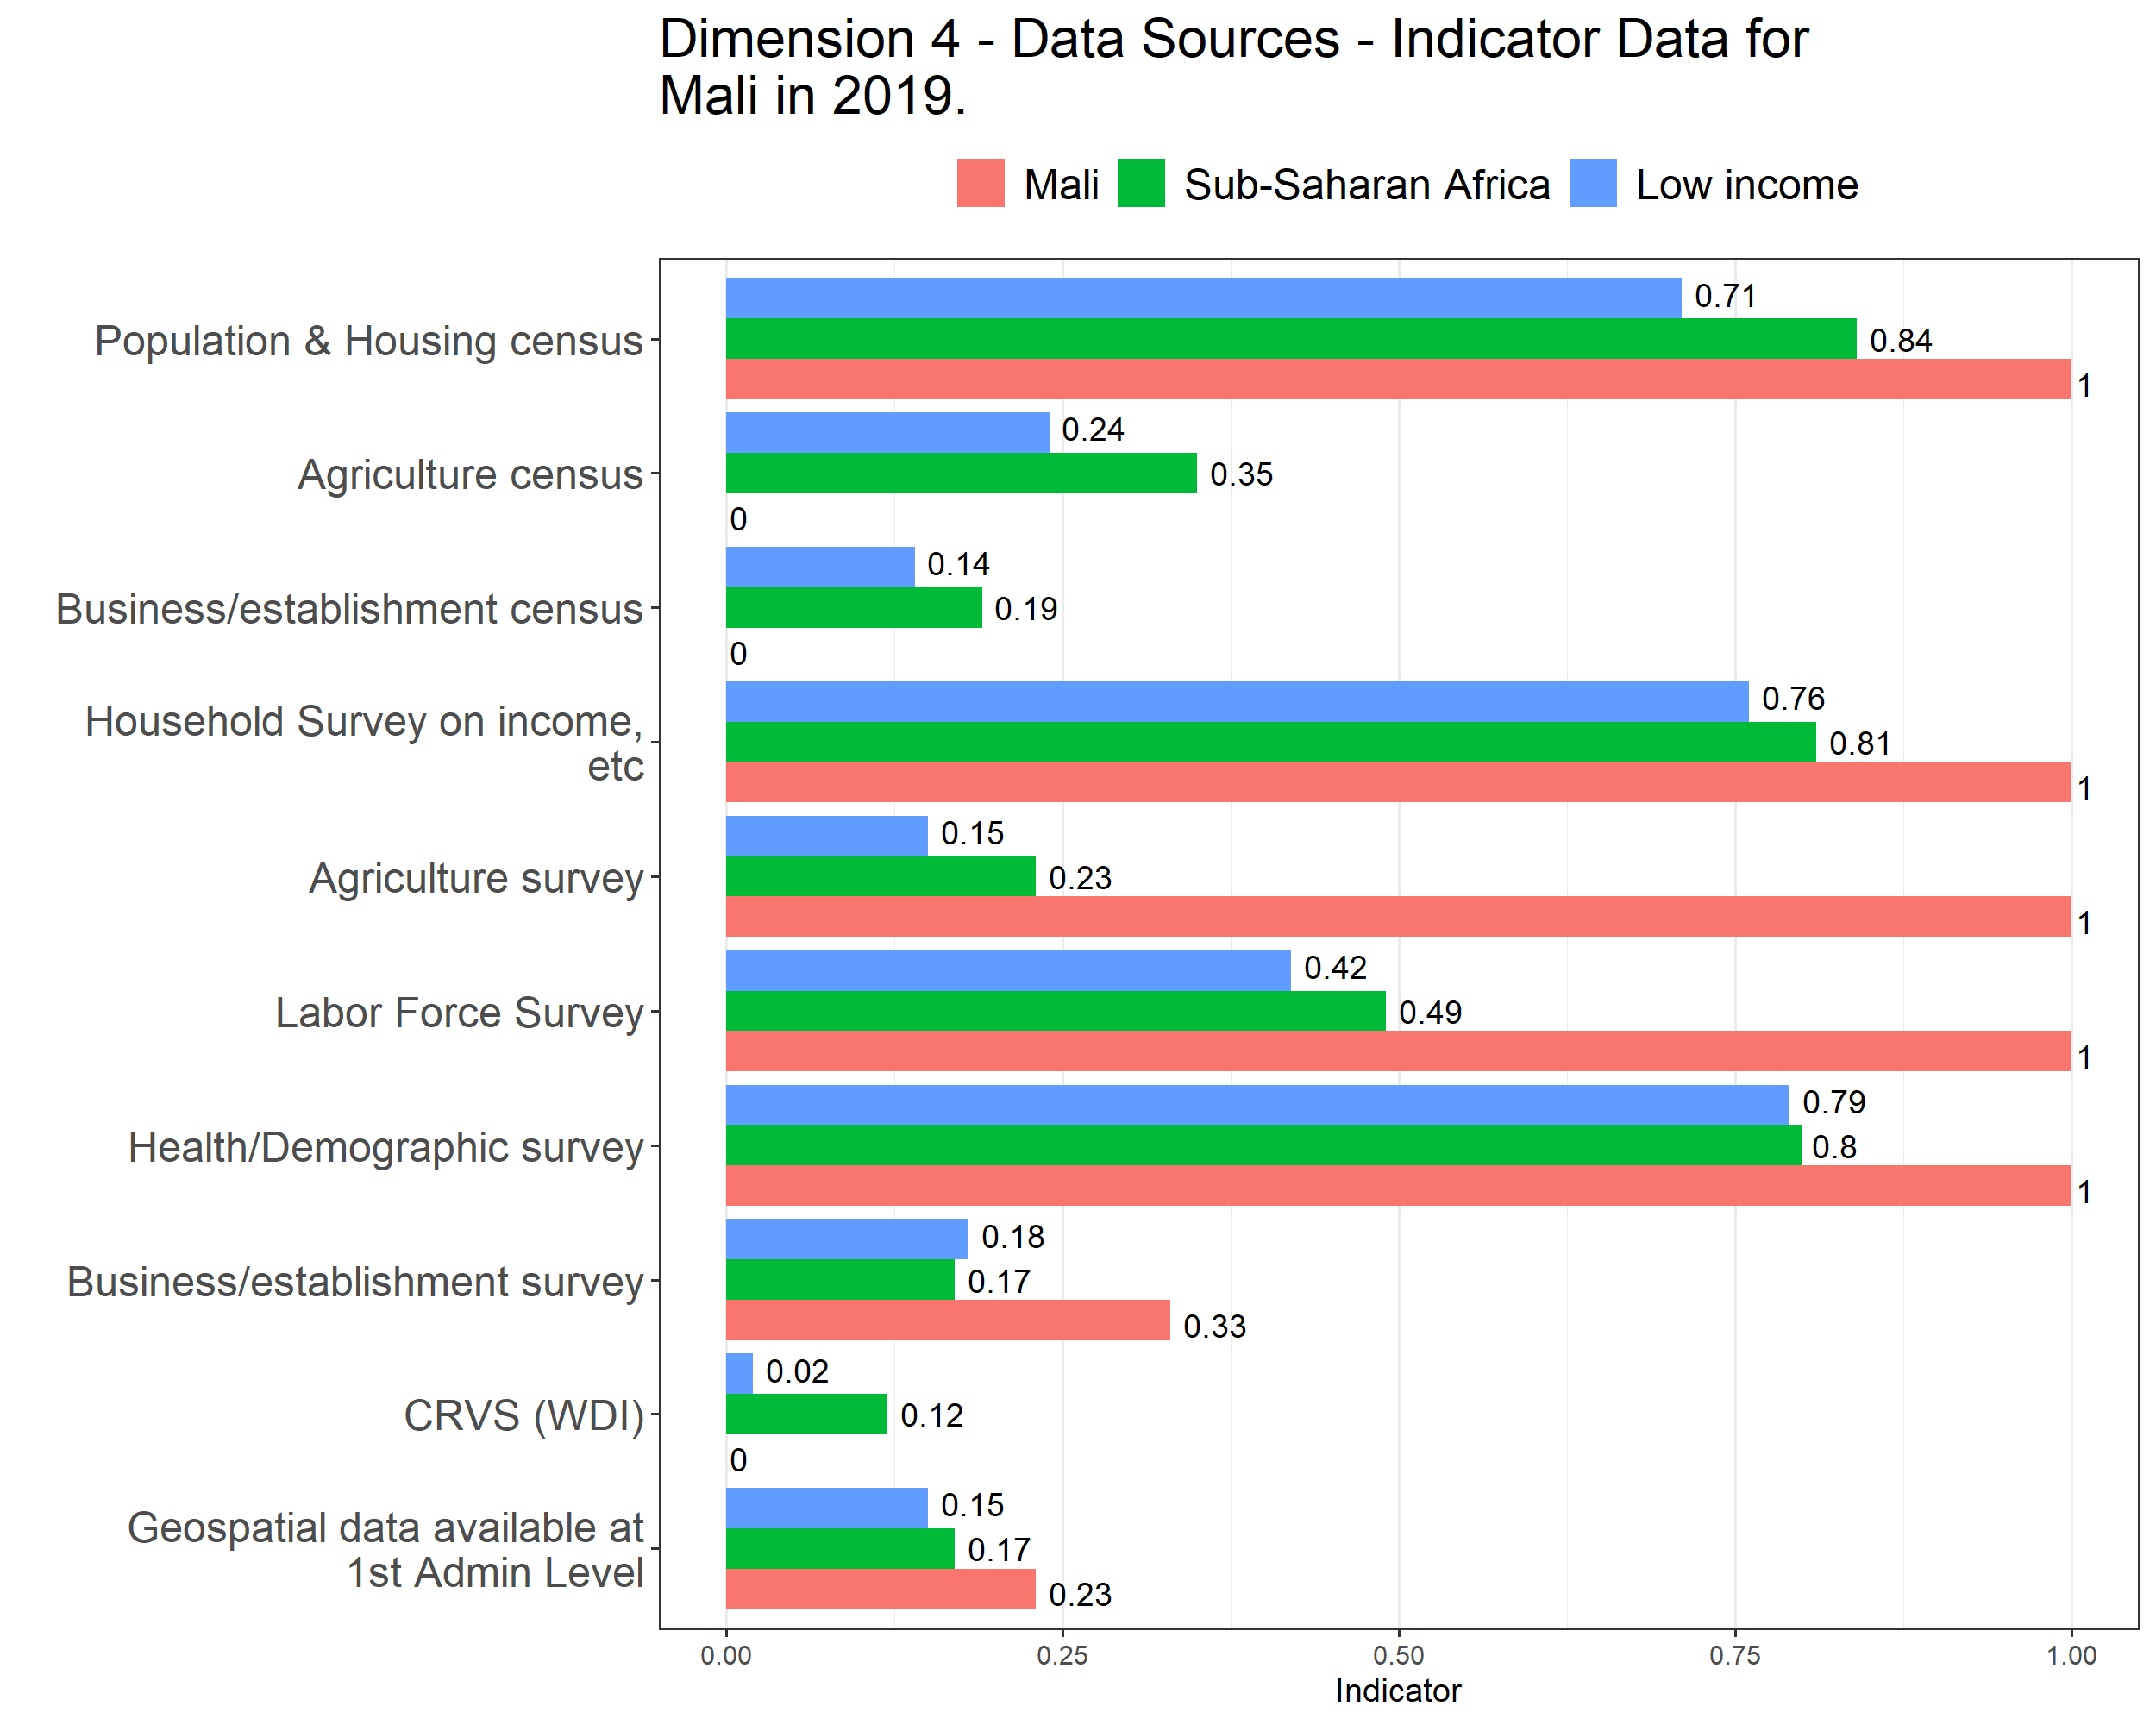 Dimension 4 - Data Sources - Indicator Data for
Mali in 2019.
Mali Sub-Saharan Africa Low income
Population & Housing census
0.71
0.84
1
Agriculture census
0.24
0.35
0
Business/establishment census
0.14
0.19
0
Household Survey on income,
etc
0.76
0.81
1
Agriculture survey
0.15
0.23
1
Labor Force Survey
0.42
0.49
1
Health/Demographic survey
0.79
0.8
1
Business/establishment survey
0.18
0.17
0.33
CRVS (WDI)
0.02
0.12
0
Geospatial data available at
1st Admin Level
0.15
0.17
0.23
0.00 0.25 0.50 0.75 1.00
Indicator